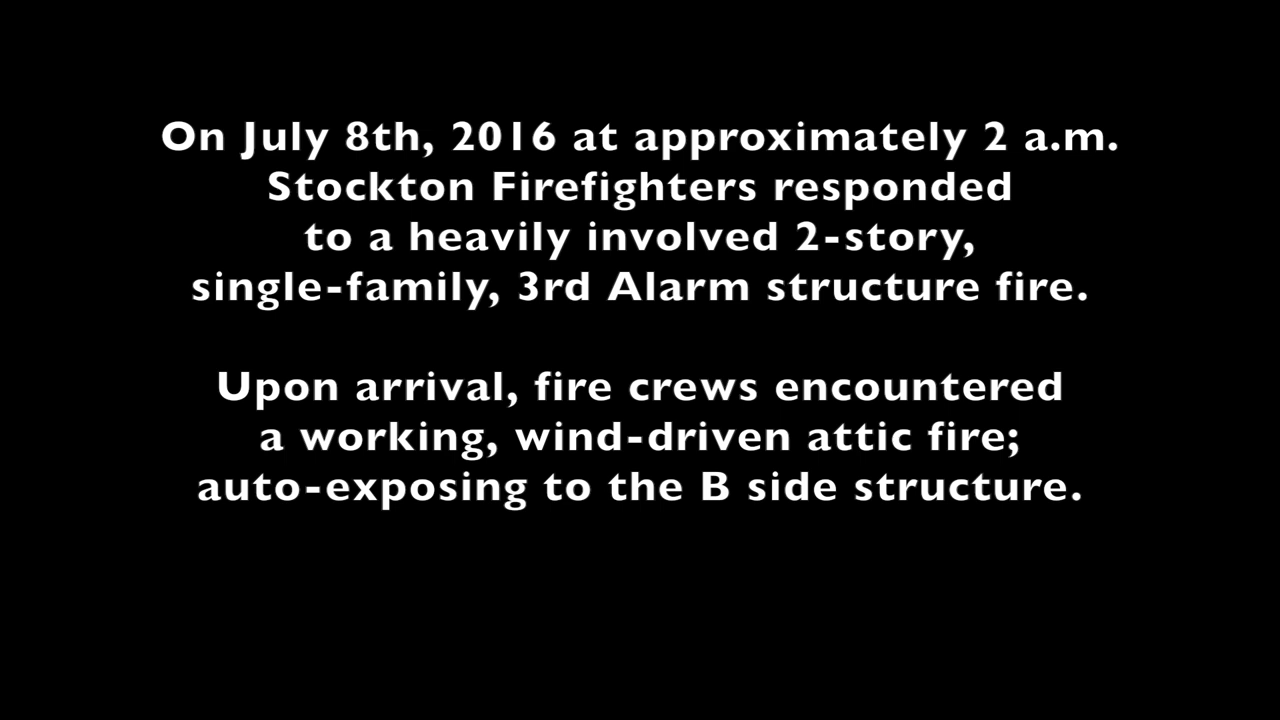 On July 8th, 2016 at approximately 2 a.m.
Stockton Firefighters responded
to a heavily involved 2-story,
single-family, 3rd Alarm structure fire.
Upon arrival, fire crews encountered
a working, wind-driven attic fire;
auto-exposing to the B side structure.